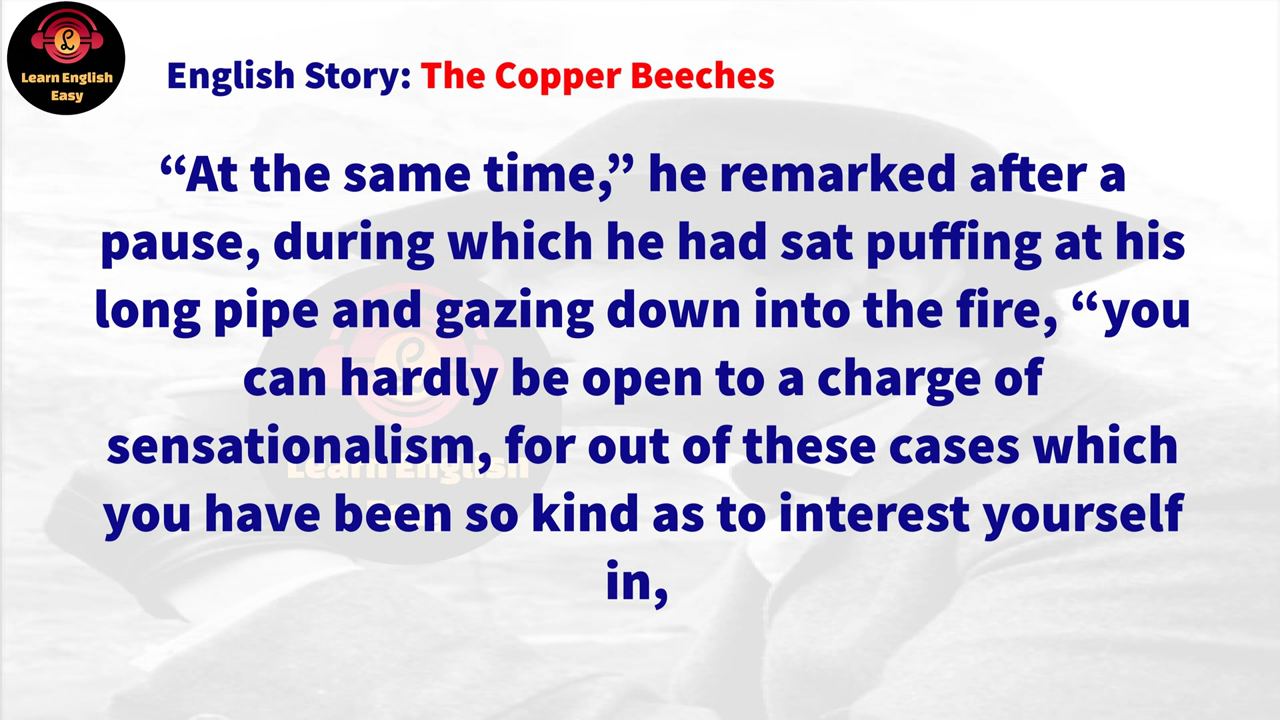 Learn English
Easy
English Story: The Copper Beeches
“At the same time,” he remarked after a
pause, during which he had sat puffing at his
long pipe and gazing down into the fire, “you
can hardly be open to a charge of
sensationalism, for out of these cases which
you have been so kind as to interest yourself
in,
Learn English